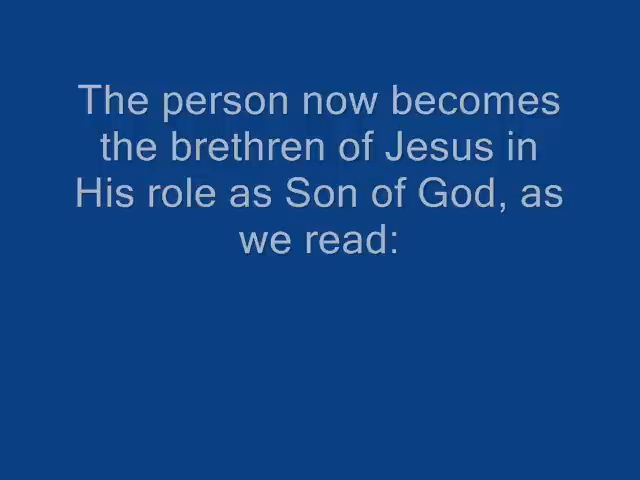 The person now becomes
the brethren of Jesus in
His role as Son of God, as
we read: